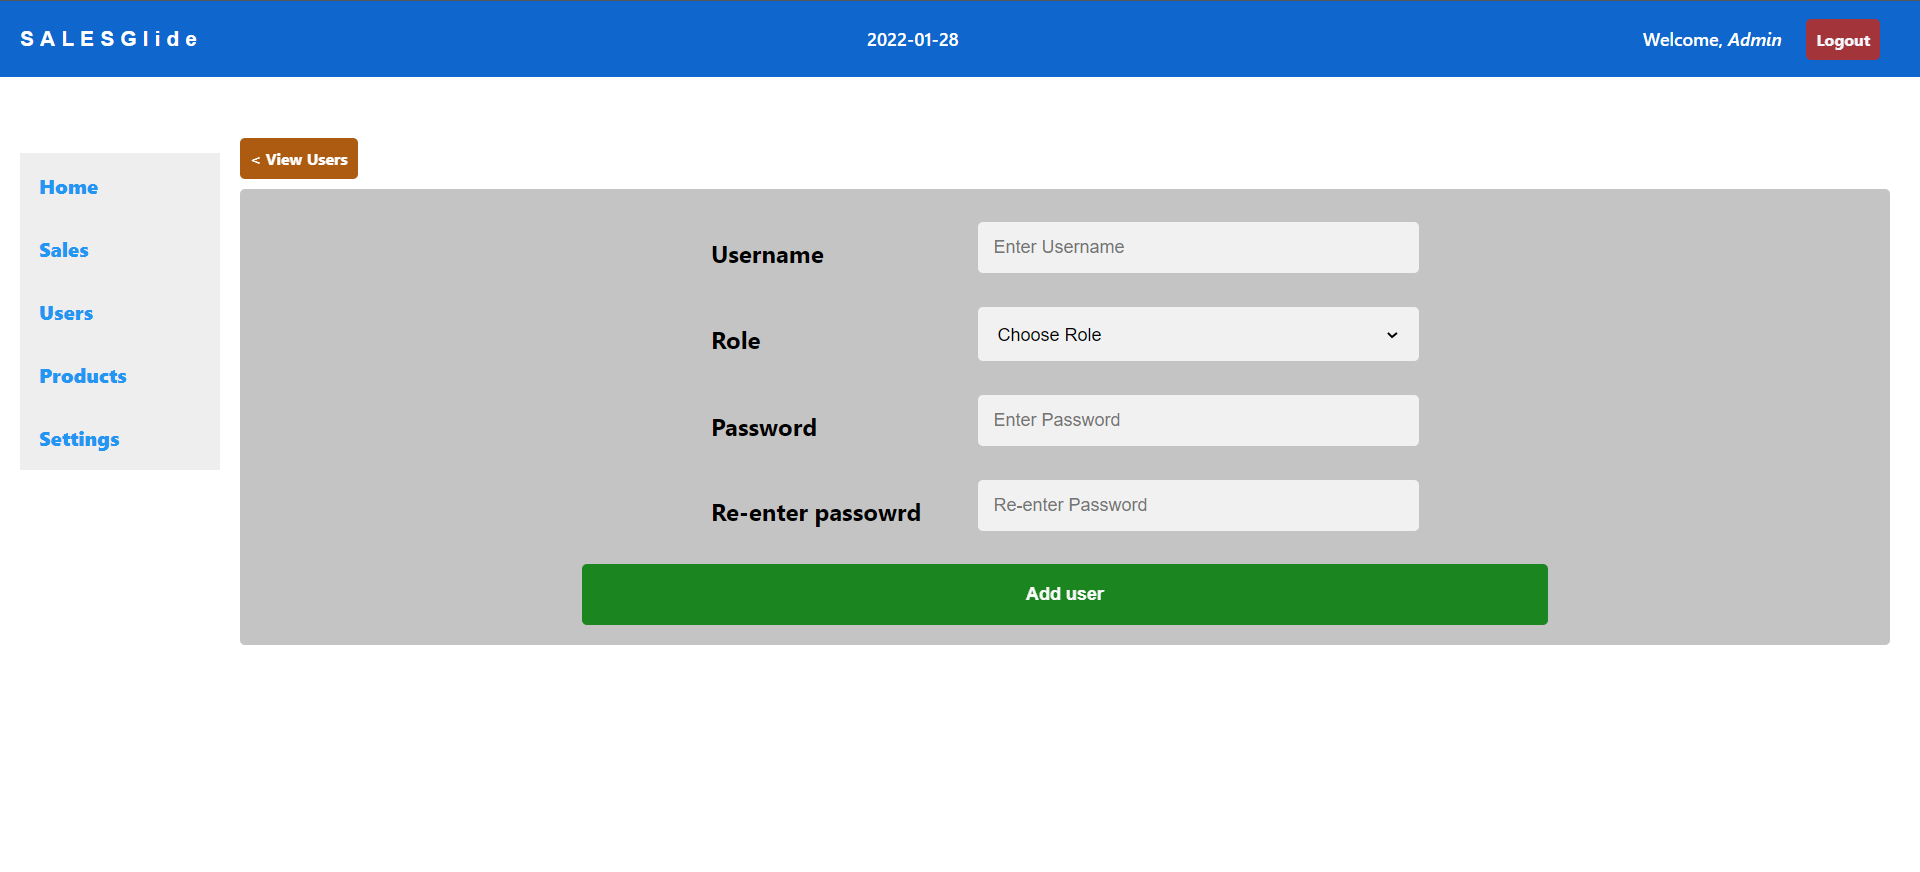 SALESGlide
2022-01-28
Welcome, Admin
Logout
< View Users
Home
Sales
Users
Products
Settings
Username
Enter Username
Role
Choose Role
Password
Enter Password
Re-enter passowrd
Re-enter Password
Add user